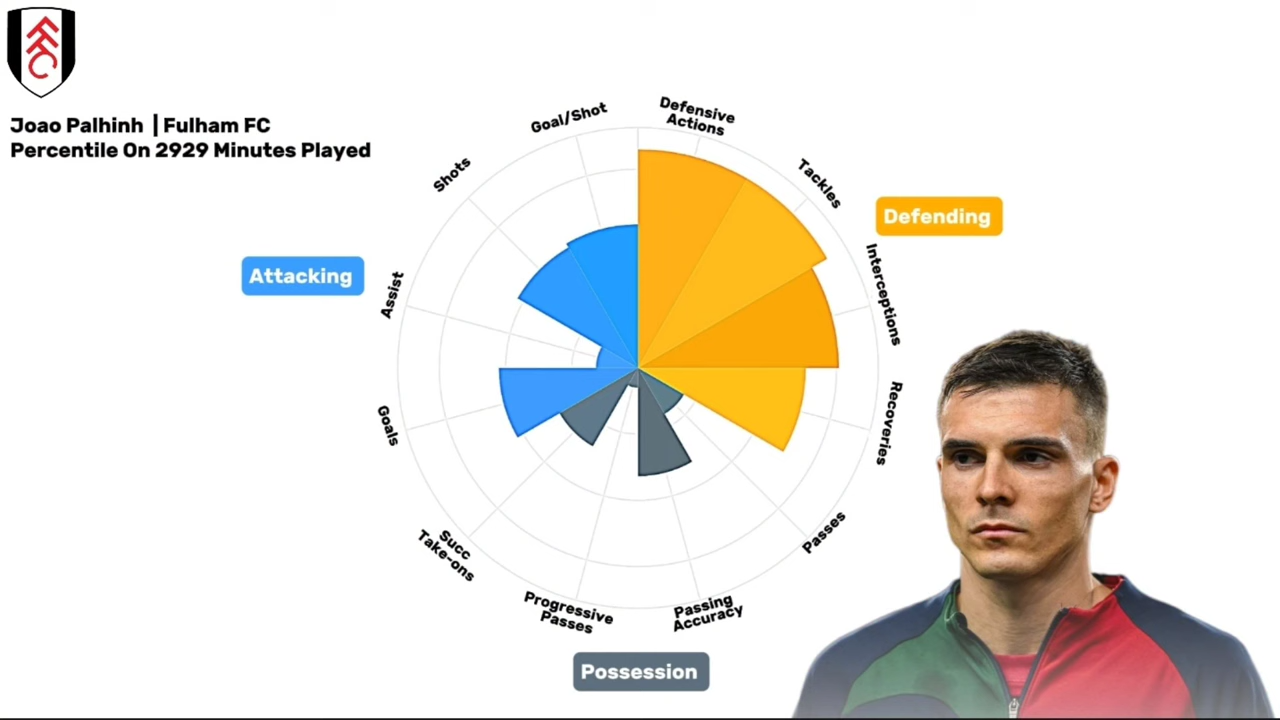 FFC
Joao Palhinh | Fulham FC
Percentile On 2929 Minutes Played
Goal/Shot
Defensive
Actions
Shots
Tackles
Defending
Attacking
Assist
Interceptions
Goals
Recoveries
Succ
Take-ons
Passes
Progressive
Passes
Passing
Accuracy
Possession